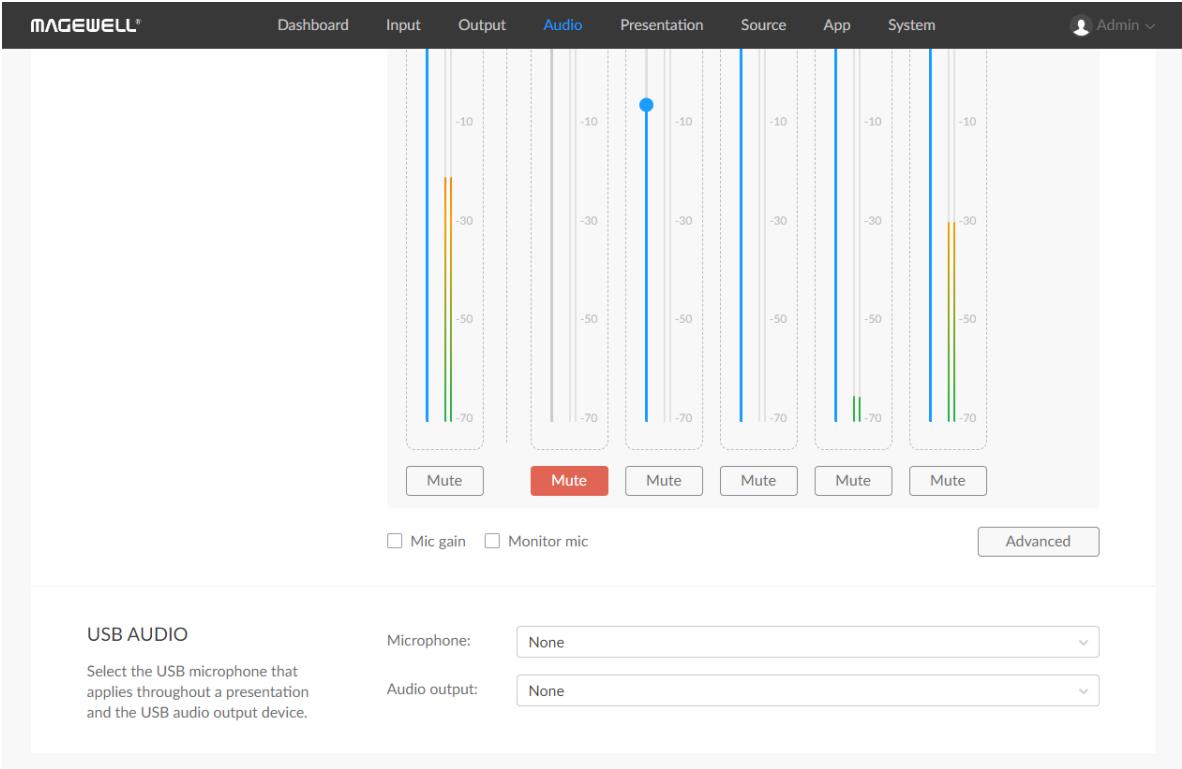 MAGEWELL®
Dashboard Input Output Audio Presentation Source App System Admin
-10 -10 -10 -10 -10 -10
-30 -30 -30 -30 -30 -30
-50 -50 -50 -50 -50 -50
-70 -70 -70 -70 -70 -70
Mute Mute Mute Mute Mute Mute
Mic gain Monitor mic Advanced
USB AUDIO
Select the USB microphone that
applies throughout a presentation
and the USB audio output device.
Microphone: None
Audio output: None